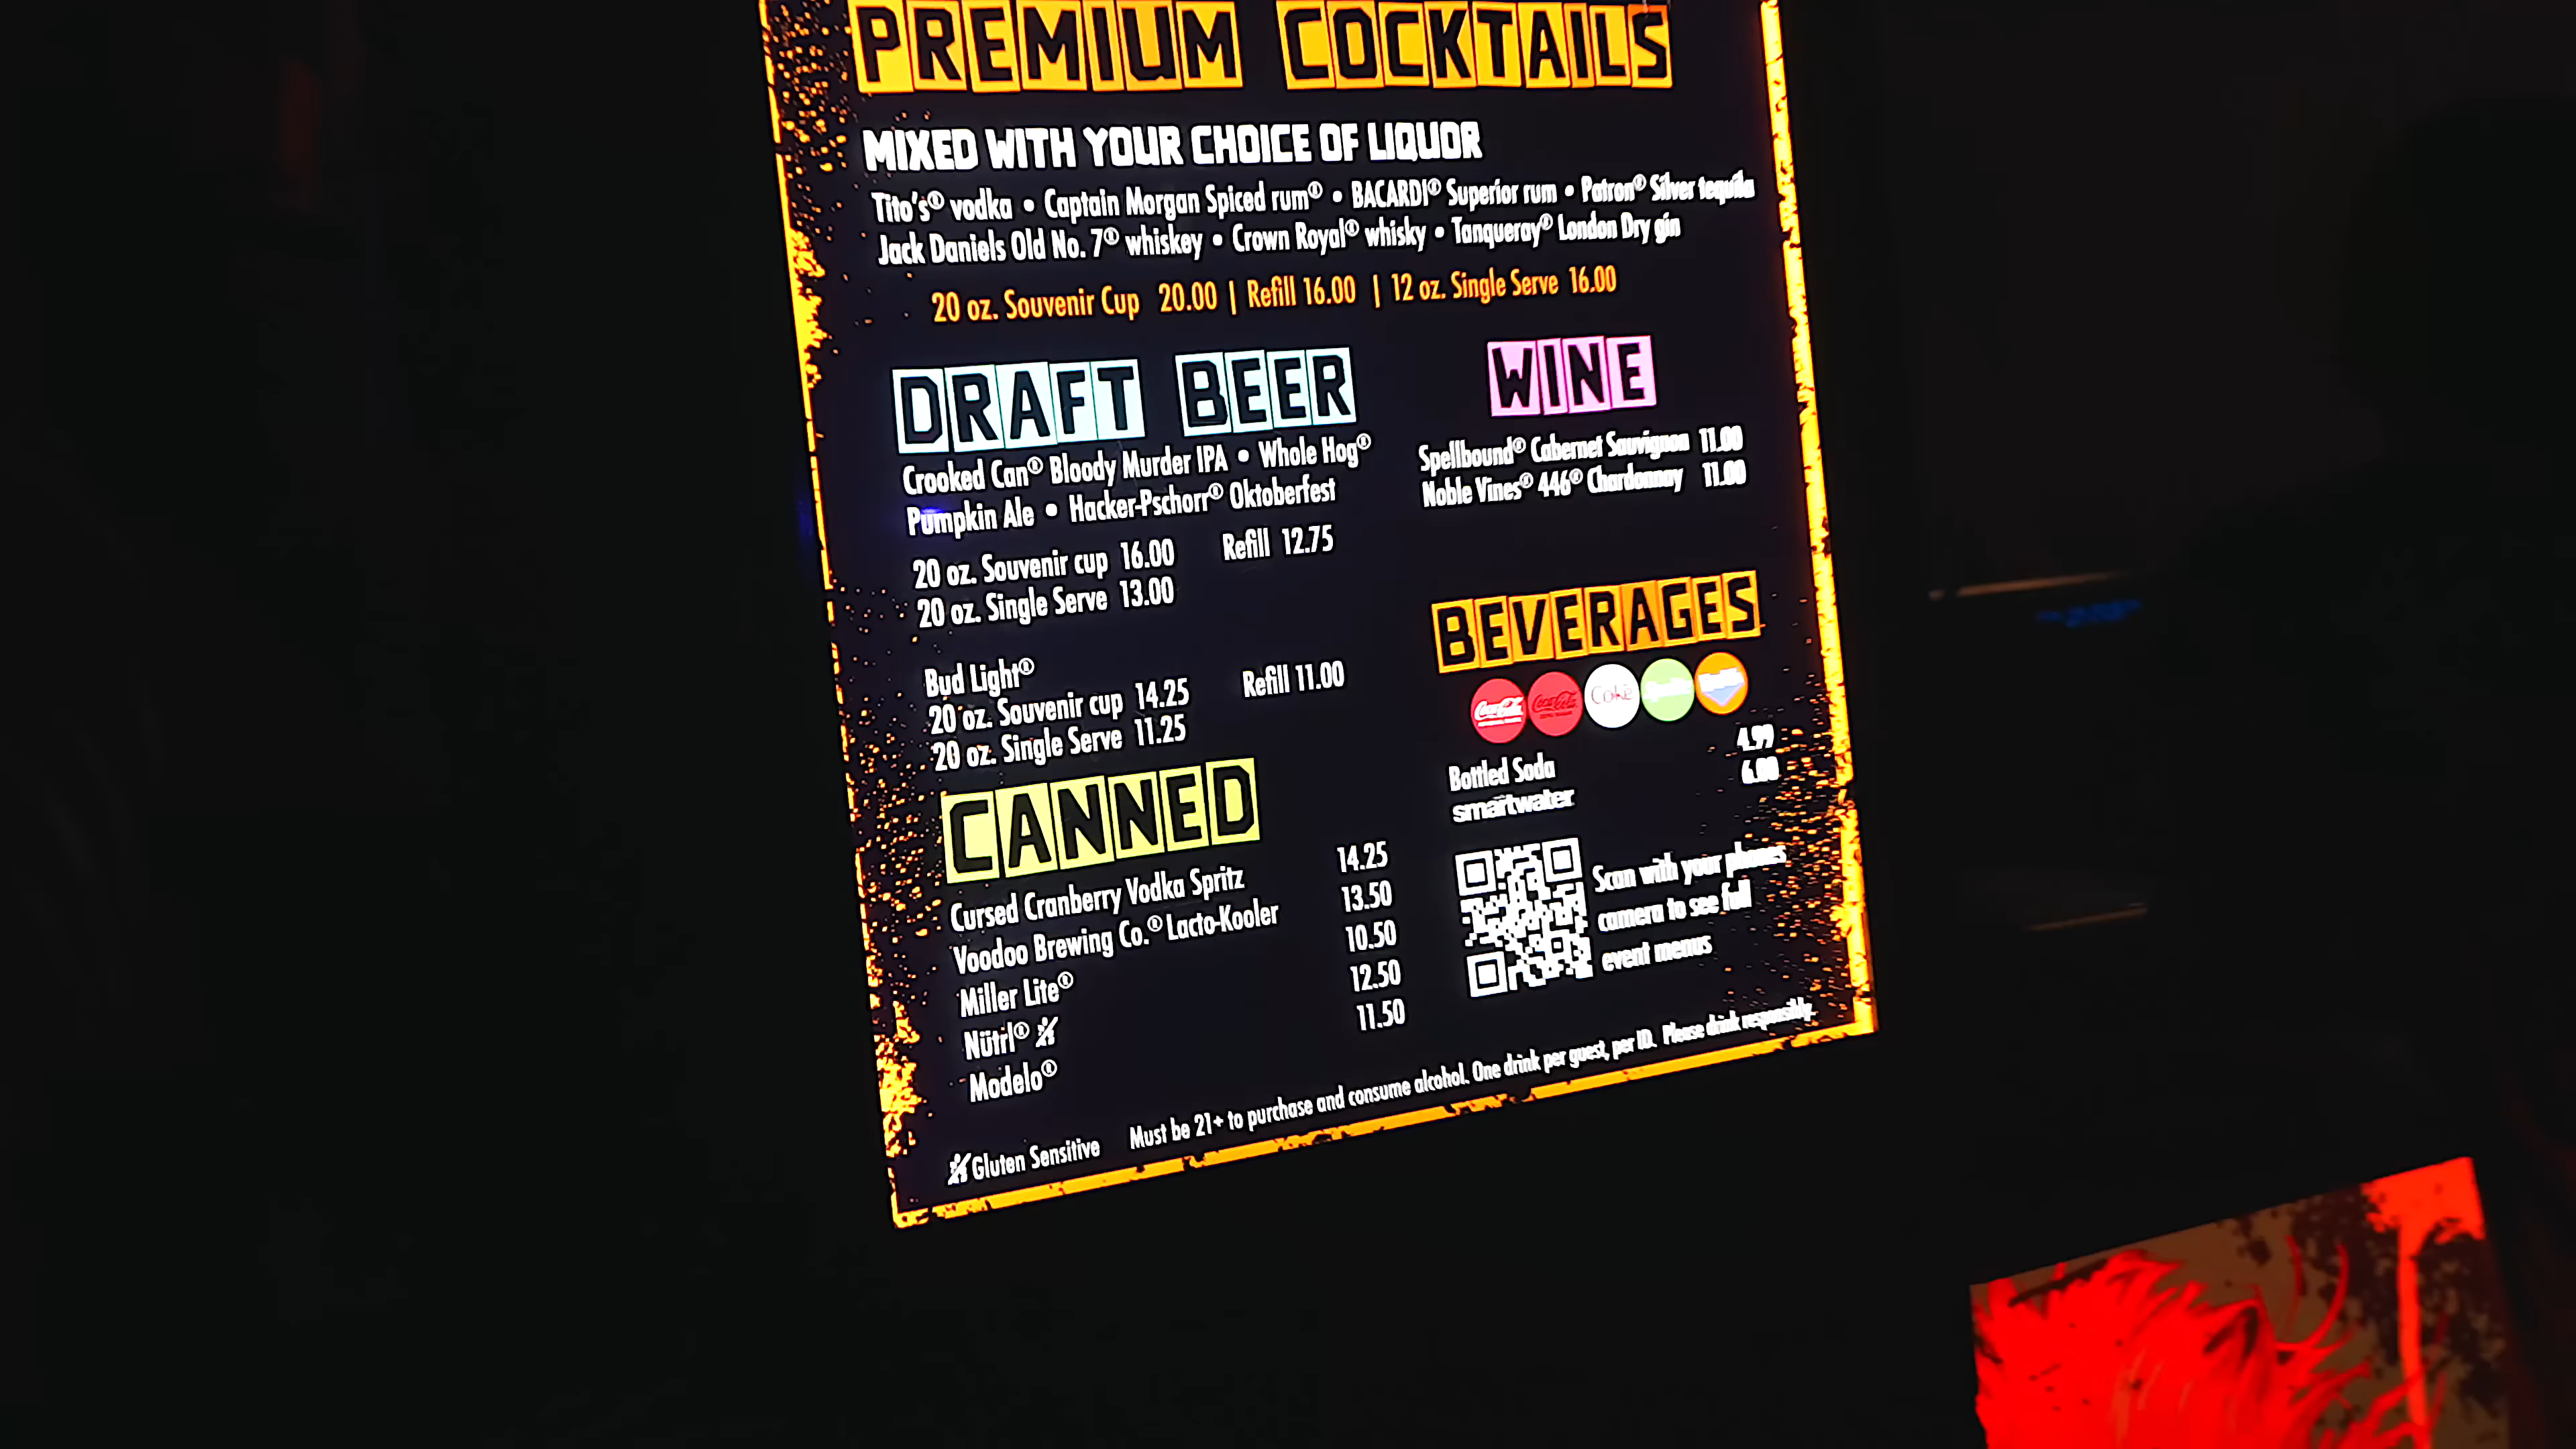 PREMIUM COCKTAILS
MIXED WITH YOUR CHOICE OF LIQUOR
Tito's® vodka • Captain Morgan Spiced rum® • BACARDI® Superior rum • Patron® Silver tequila
Jack Daniels Old No. 7® whiskey • Crown Royal® whisky • Tanqueray® London Dry gin
20 oz. Souvenir Cup 20.00 | Refill 16.00 | 12 oz. Single Serve 16.00
DRAFT BEER
Crooked Can® Bloody Murder IPA • Whole Hog®
Pumpkin Ale • Hacker-Pschorr® Oktoberfest
20 oz. Souvenir cup 16.00 Refill 12.75
20 oz. Single Serve 13.00
Bud Light®
20 oz. Souvenir cup 14.25 Refill 11.00
20 oz. Single Serve 11.25
CANNED
Cursed Cranberry Vodka Spritz 14.25
Voodoo Brewing Co.® Lacto-Kooler 13.50
Miller Lite® 10.50
Nütrl® 12.50
Modelo® 11.50
WINE
Spellbound® Cabernet Sauvignon 11.00
Noble Vines® 446® Chardonnay 11.00
BEVERAGES
Coca-Cola Coca-Cola Coke
Bottled Soda 4.99
smartwater 6.00
Scan with your phones
camera to see full
event menus
Gluten Sensitive Must be 21+ to purchase and consume alcohol. One drink per guest, per ID. Please drink responsibly.